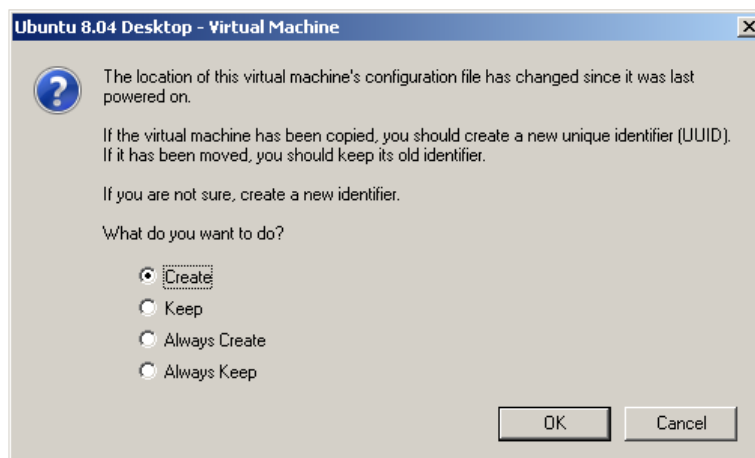 Ubuntu 8.04 Desktop - Virtual Machine
The location of this virtual machine's configuration file has changed since it was last
powered on.
If the virtual machine has been copied, you should create a new unique identifier (UUID).
If it has been moved, you should keep its old identifier.
If you are not sure, create a new identifier.
What do you want to do?
Create
Keep
Always Create
Always Keep
OK Cancel